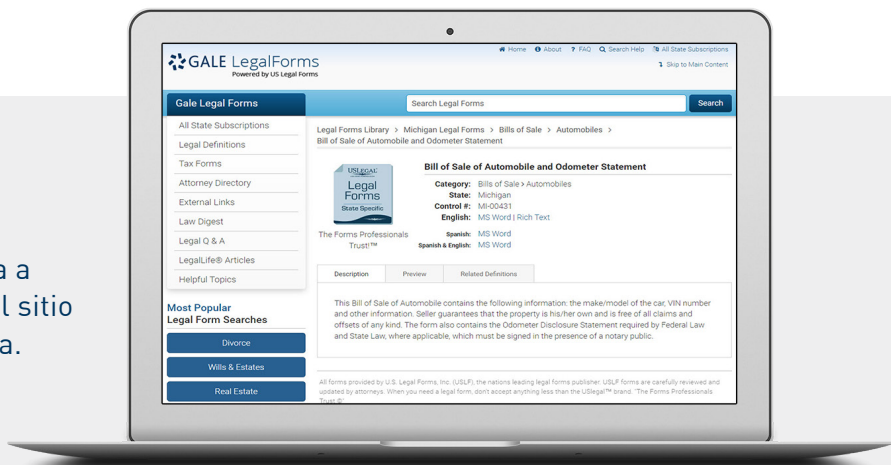 Home About ? FAQ Search Help All State Subscriptions
GALE LegalForms
Powered by US Legal Forms
Skip to Main Content
Gale Legal Forms
Search Legal Forms
Search
All State Subscriptions
Legal Definitions
Tax Forms
Attorney Directory
External Links
Law Digest
Legal Q & A
LegalLife® Articles
Helpful Topics
Most Popular
Legal Form Searches
Divorce
Wills & Estates
Real Estate
Legal Forms Library > Michigan Legal Forms > Bills of Sale > Automobiles >
Bill of Sale of Automobile and Odometer Statement
USLEGAL
Legal
Forms
State Specific
The Forms Professionals
Trust!™
Bill of Sale of Automobile and Odometer Statement
Category: Bills of Sale > Automobiles
State: Michigan
Control #: MI-00431
English: MS Word | Rich Text
Spanish: MS Word
Spanish & English: MS Word
Description Preview Related Definitions
This Bill of Sale of Automobile contains the following information: the make/model of the car, VIN number
and other information. Seller guarantees that the property is his/her own and is free of all claims and
offsets of any kind. The form also contains the Odometer Disclosure Statement required by Federal Law
and State Law, where applicable, which must be signed in the presence of a notary public.
All forms provided by U.S. Legal Forms, Inc. (USLF), the nations leading legal forms publisher. USLF forms are carefully reviewed and
updated by attorneys. When you need a legal form, don't accept anything less than the USlegal™ brand. "The Forms Professionals
Trust ®"
a a
l sitio
a.